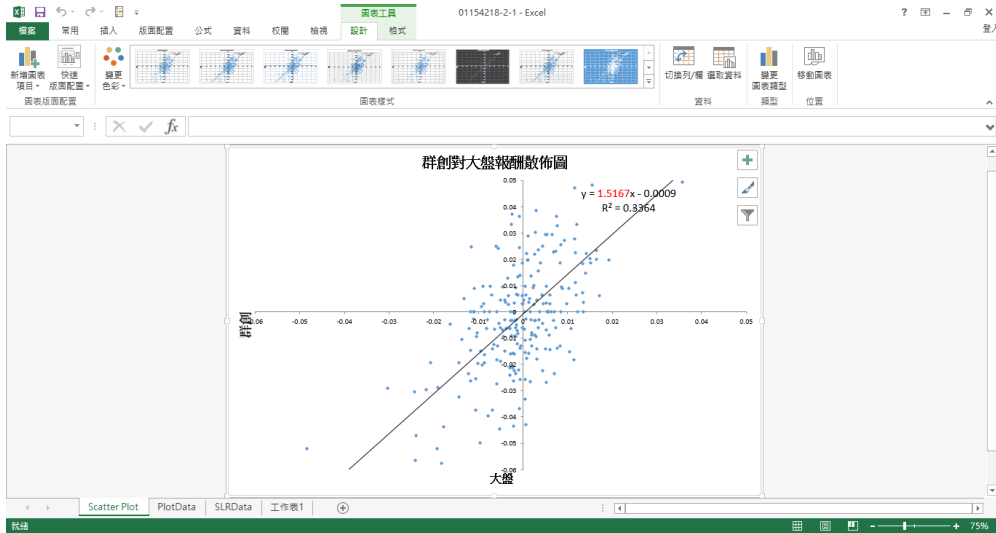 圖表工具
01154218-2-1 - Excel
檔案 常用 插入 版面配置 公式 資料 校閱 檢視 設計 格式
新增圖表項目 快速版面配置 變更色彩 切換列/欄 選取資料 變更圖表類型 移動圖表
圖表版面配置 圖表樣式 資料 類型 位置
fx
群創對大盤報酬散佈圖
y = 1.5167x - 0.0009
R² = 0.3364
0.05
0.04
0.03
0.02
0.01
0
-0.06 -0.05 -0.04 -0.03 -0.02 -0.01 0 0.01 0.02 0.03 0.04 0.05
-0.01
-0.02
-0.03
-0.04
-0.05
-0.06
群創
大盤
Scatter Plot PlotData SLRData 工作表1
就緒
75%